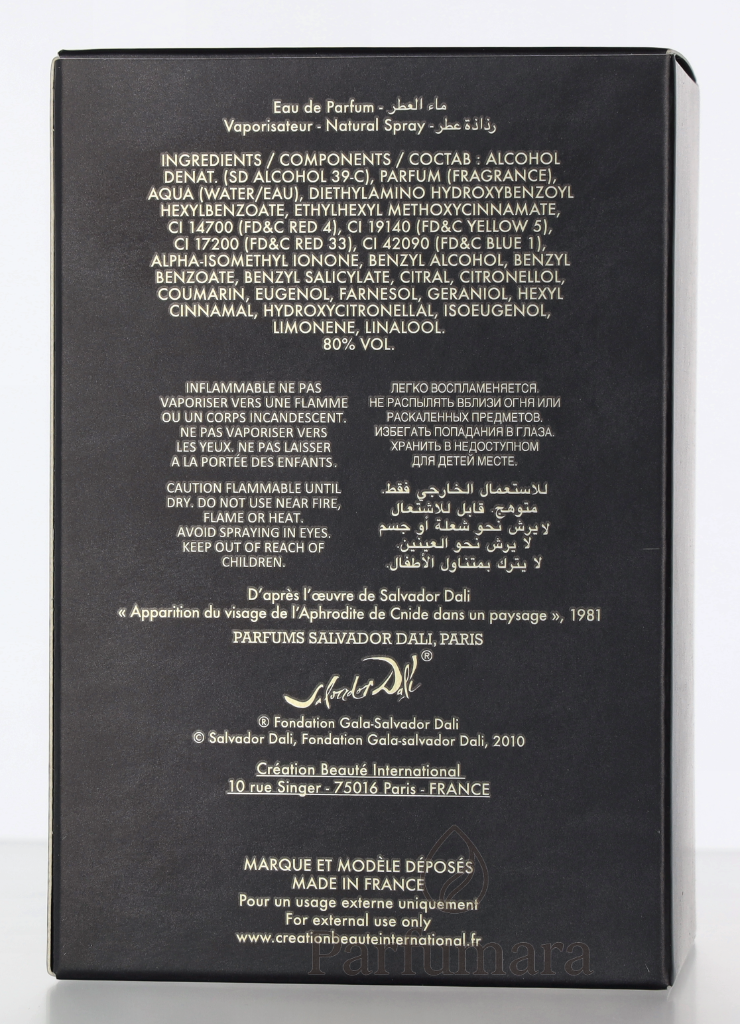 Eau de Parfum - ماء العطر
Vaporisateur - Natural Spray - رذاذة عطر
INGREDIENTS / COMPONENTS / COCTAB : ALCOHOL
DENAT. (SD ALCOHOL 39-C), PARFUM (FRAGRANCE),
AQUA (WATER/EAU), DIETHYLAMINO HYDROXYBENZOYL
HEXYLBENZOATE, ETHYLHEXYL METHOXYCINNAMATE,
CI 14700 (FD&C RED 4), CI 19140 (FD&C YELLOW 5),
CI 17200 (FD&C RED 33), CI 42090 (FD&C BLUE 1),
ALPHA-ISOMETHYL IONONE, BENZYL ALCOHOL, BENZYL
BENZOATE, BENZYL SALICYLATE, CITRAL, CITRONELLOL,
COUMARIN, EUGENOL, FARNESOL, GERANIOL, HEXYL
CINNAMAL, HYDROXYCITRONELLAL, ISOEUGENOL,
LIMONENE, LINALOOL.
80% VOL.
INFLAMMABLE NE PAS
VAPORISER VERS UNE FLAMME
OU UN CORPS INCANDESCENT.
NE PAS VAPORISER VERS
LES YEUX. NE PAS LAISSER
A LA PORTÉE DES ENFANTS.
ЛЕГКО ВОСПЛАМЕНЯЕТСЯ.
НЕ РАСПЫЛЯТЬ ВБЛИЗИ ОГНЯ ИЛИ
РАСКАЛЕННЫХ ПРЕДМЕТОВ.
ИЗБЕГАТЬ ПОПАДАНИЯ В ГЛАЗА.
ХРАНИТЬ В НЕДОСТУПНОМ
ДЛЯ ДЕТЕЙ МЕСТЕ.
CAUTION FLAMMABLE UNTIL
DRY. DO NOT USE NEAR FIRE,
FLAME OR HEAT.
AVOID SPRAYING IN EYES.
KEEP OUT OF REACH OF
CHILDREN.
للاستعمال الخارجي فقط.
متوهج. قابل للاشتعال
لايرش نحو شعلة أو جسم
لا يرش نحو العينين.
لا يترك بمتناول الأطفال.
D'après l'œuvre de Salvador Dali
« Apparition du visage de l'Aphrodite de Cnide dans un paysage », 1981
PARFUMS SALVADOR DALI, PARIS
Salvador Dalí ®
® Fondation Gala-Salvador Dali
© Salvador Dali, Fondation Gala-salvador Dali, 2010
Création Beauté International
10 rue Singer - 75016 Paris - FRANCE
MARQUE ET MODÈLE DÉPOSÉS
MADE IN FRANCE
Pour un usage externe uniquement
For external use only
www.creationbeauteinternational.fr
Parfumara